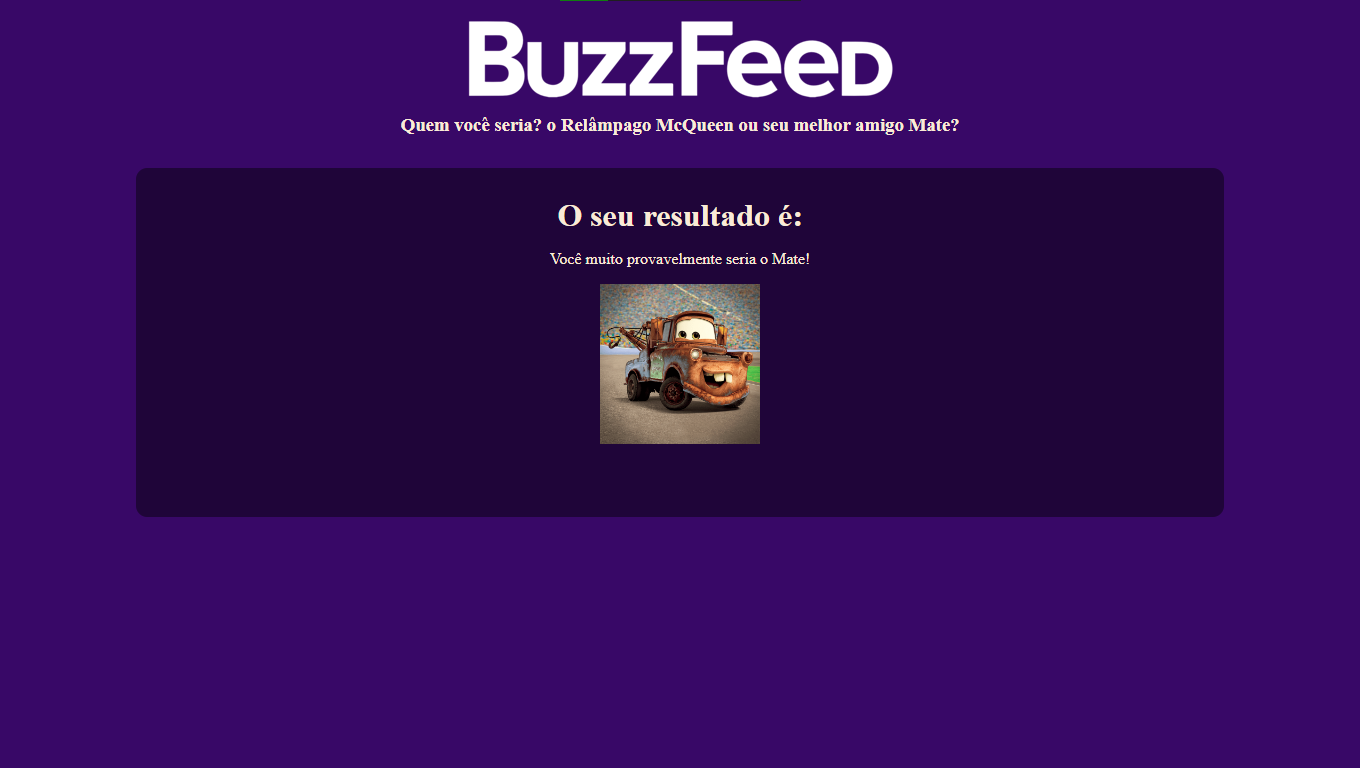 BuzzFeed
Quem você seria? o Relâmpago McQueen ou seu melhor amigo Mate?
O seu resultado é:
Você muito provavelmente seria o Mate!